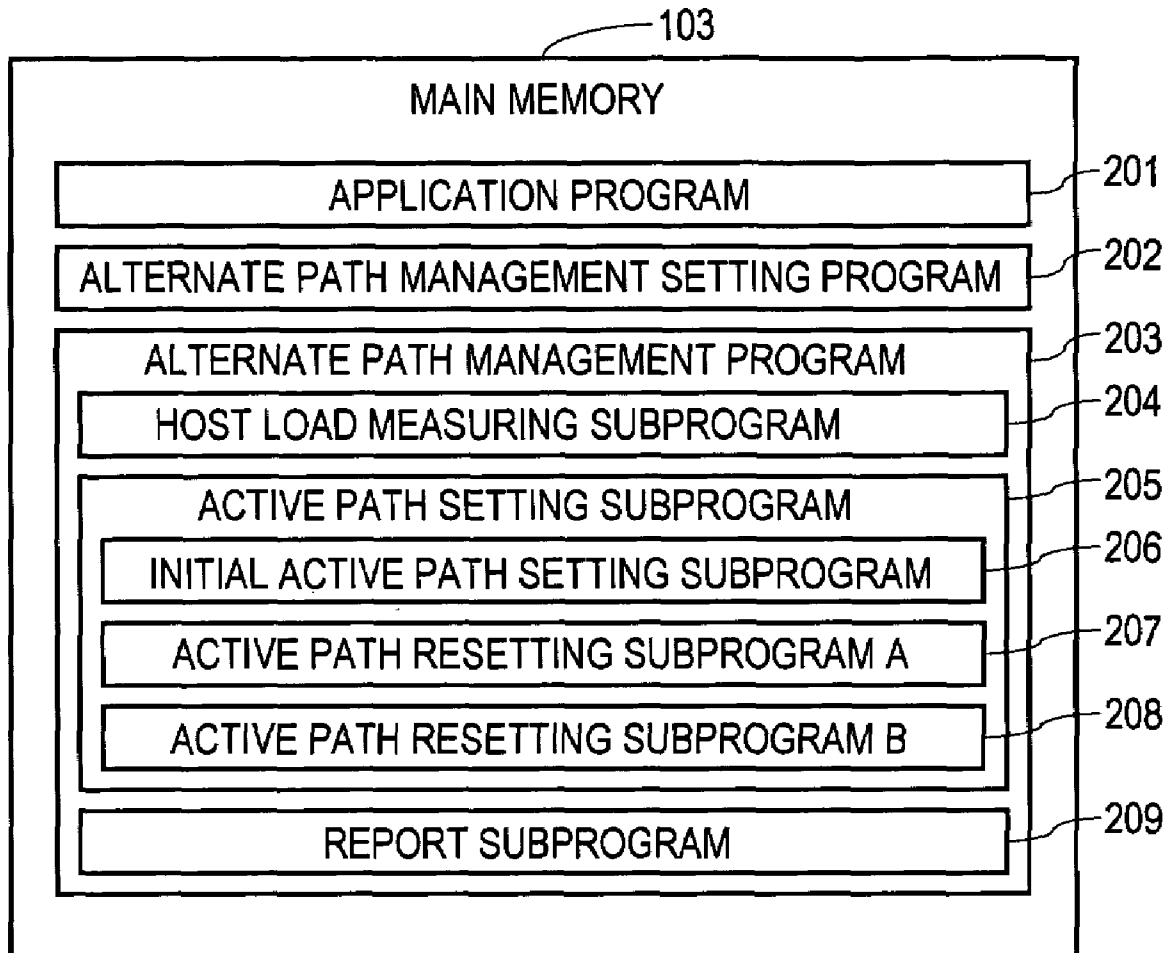 103
MAIN MEMORY
APPLICATION PROGRAM
201
ALTERNATE PATH MANAGEMENT SETTING PROGRAM
202
ALTERNATE PATH MANAGEMENT PROGRAM
203
HOST LOAD MEASURING SUBPROGRAM
204
ACTIVE PATH SETTING SUBPROGRAM
205
INITIAL ACTIVE PATH SETTING SUBPROGRAM
206
ACTIVE PATH RESETTING SUBPROGRAM A
207
ACTIVE PATH RESETTING SUBPROGRAM B
208
REPORT SUBPROGRAM
209